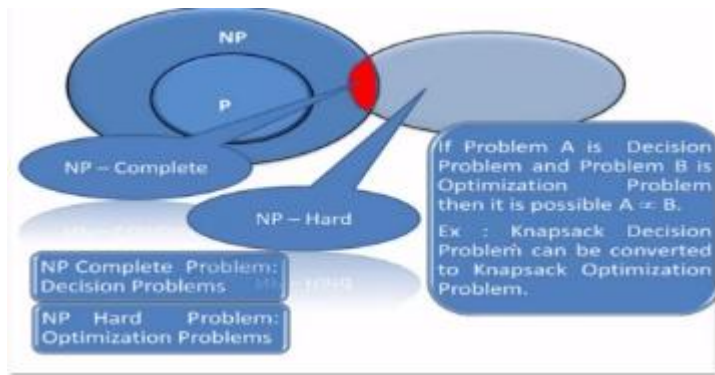 NP
P
NP – Complete
NP – Hard
If Problem A is Decision
Problem and Problem B is
Optimization Problem
then it is possible A ∝ B.
Ex : Knapsack Decision
Problem can be converted
to Knapsack Optimization
Problem.
NP Complete Problem:
Decision Problems
NP Hard Problem:
Optimization Problems